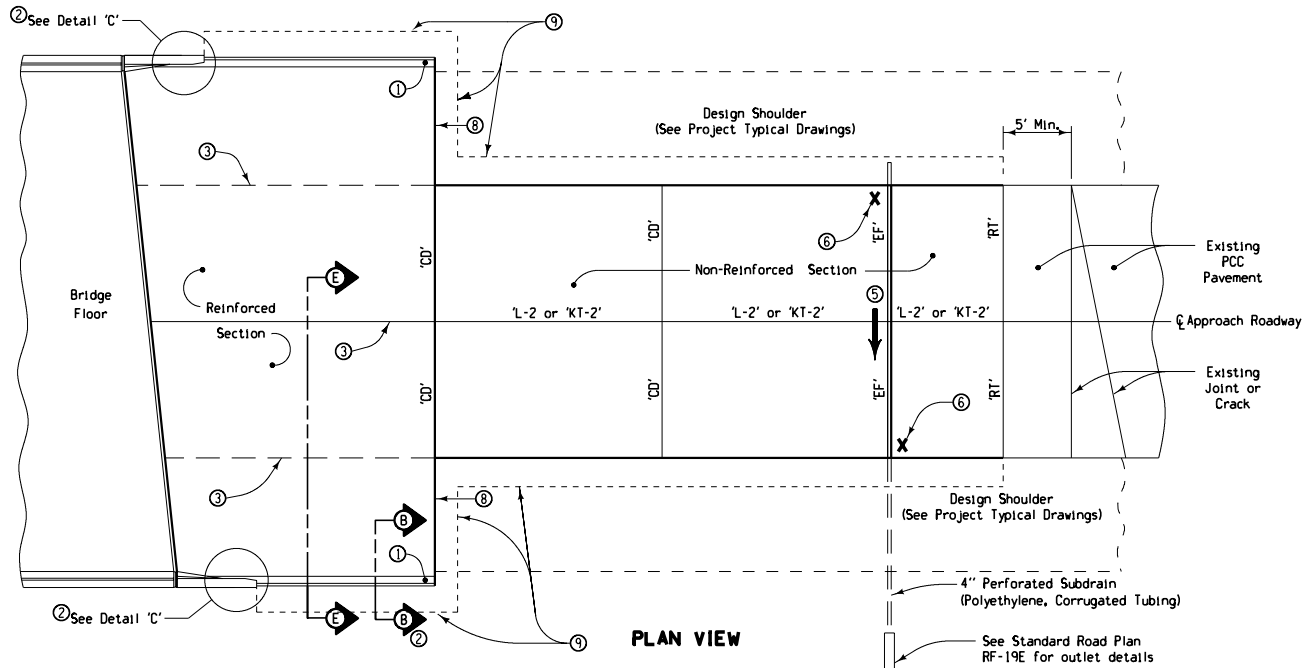 ②See Detail 'C'
⑨
①
Design Shoulder
(See Project Typical Drawings)
5' Min.
⑧
③
'CD'
'CD'
'EF'
'RT'
⑥
Existing
PCC
Pavement
E
Non-Reinforced Section
Bridge
Floor
Reinforced
Section
⑤
'L-2 or 'KT-2'
'L-2' or 'KT-2'
'L-2' or 'KT-2'
℄ Approach Roadway
③
'CD'
'CD'
'EF'
'RT'
Existing
Joint or
Crack
⑥
③
⑧
Design Shoulder
(See Project Typical Drawings)
B
①
4'' Perforated Subdrain
(Polyethylene, Corrugated Tubing)
②See Detail 'C'
E
B
②
⑨
PLAN VIEW
See Standard Road Plan
RF-19E for outlet details